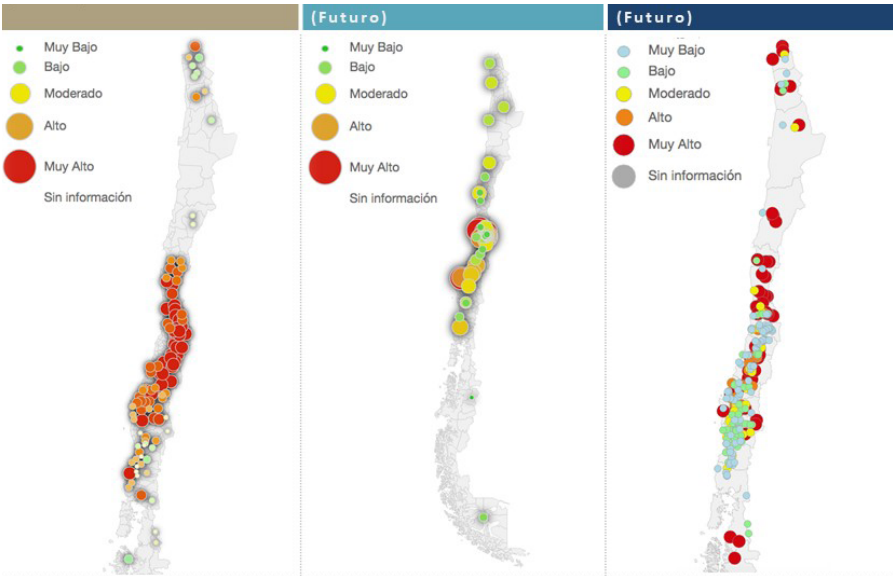 (Futuro)
(Futuro)
Muy Bajo
Bajo
Moderado
Alto
Muy Alto
Sin información
Muy Bajo
Bajo
Moderado
Alto
Muy Alto
Sin información
Muy Bajo
Bajo
Moderado
Alto
Muy Alto
Sin información